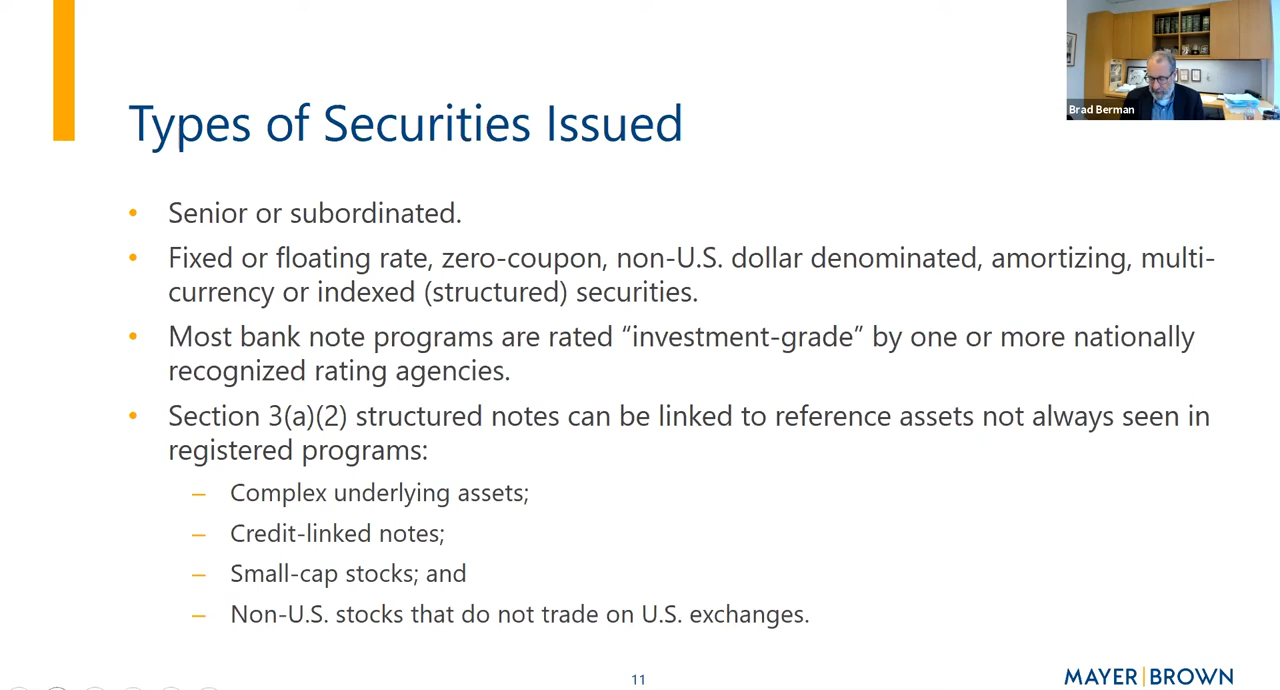 Brad Berman
Types of Securities Issued
• Senior or subordinated.
• Fixed or floating rate, zero-coupon, non-U.S. dollar denominated, amortizing, multi-
currency or indexed (structured) securities.
• Most bank note programs are rated “investment-grade” by one or more nationally
recognized rating agencies.
• Section 3(a)(2) structured notes can be linked to reference assets not always seen in
registered programs:
– Complex underlying assets;
– Credit-linked notes;
– Small-cap stocks; and
– Non-U.S. stocks that do not trade on U.S. exchanges.
11
MAYER|BROWN